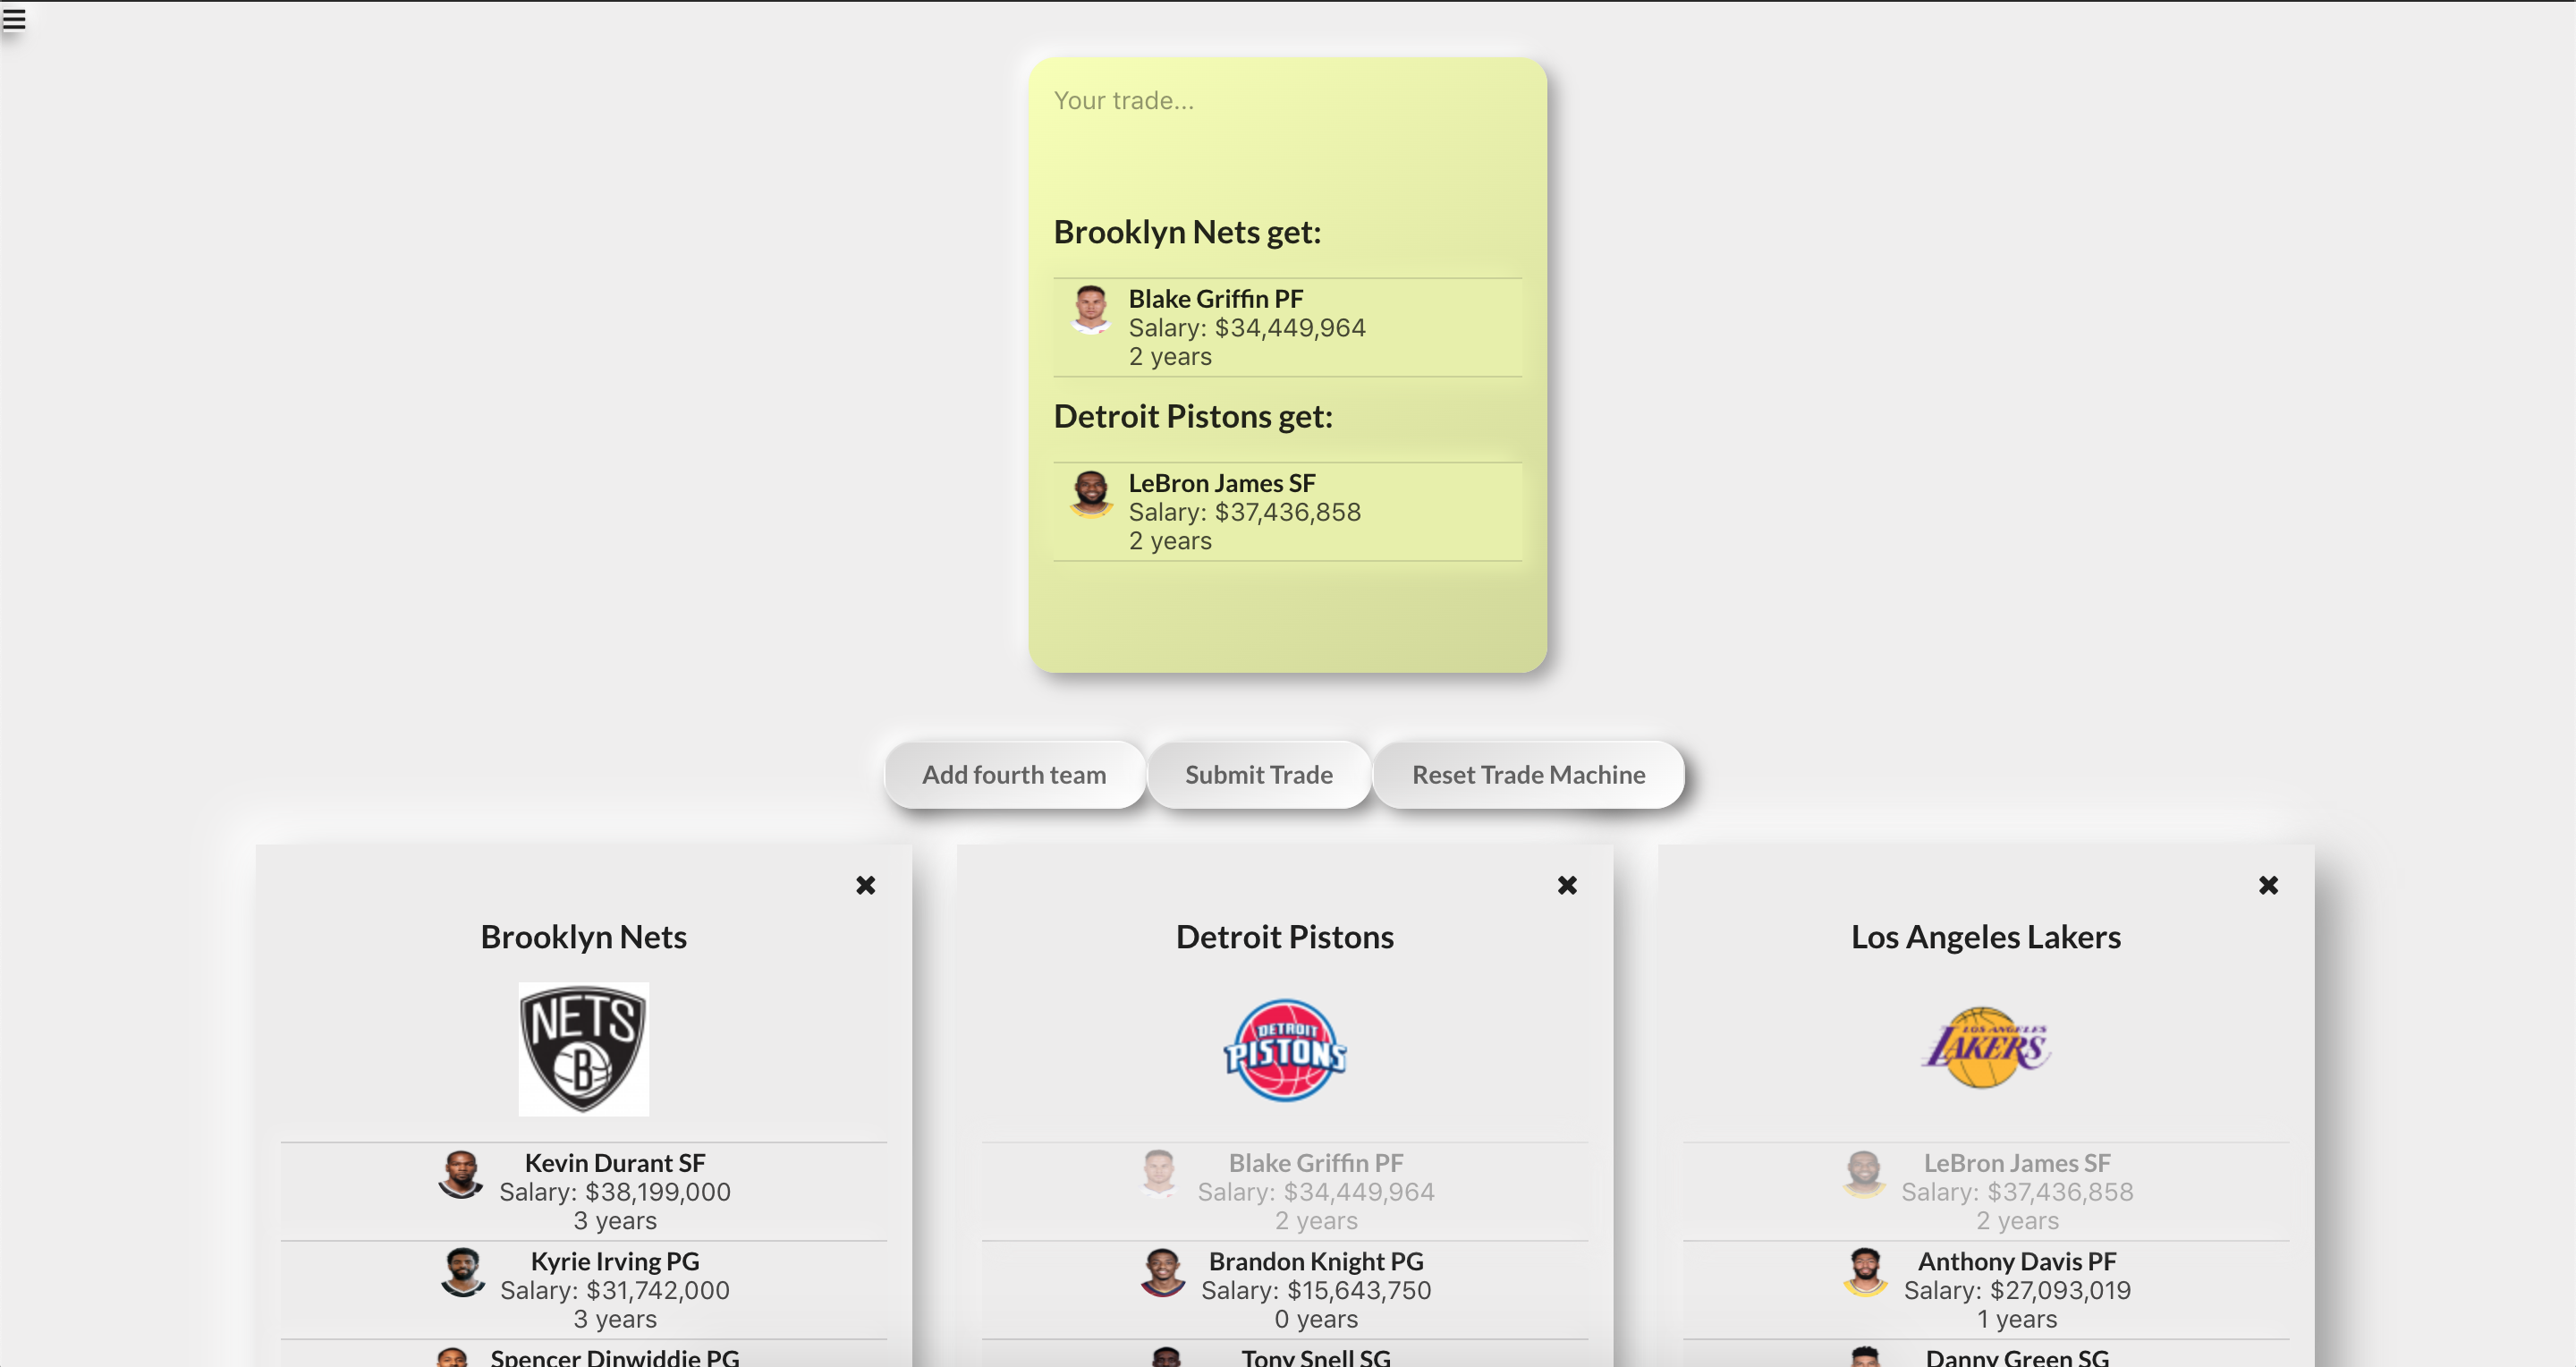 Your trade...
Brooklyn Nets get:
Blake Griffin PF
Salary: $34,449,964
2 years
Detroit Pistons get:
LeBron James SF
Salary: $37,436,858
2 years
Add fourth team
Submit Trade
Reset Trade Machine
Brooklyn Nets
NETS
B
Kevin Durant SF
Salary: $38,199,000
3 years
Kyrie Irving PG
Salary: $31,742,000
3 years
Spencer Dinwiddie PG
Detroit Pistons
DETROIT
PISTONS
Blake Griffin PF
Salary: $34,449,964
2 years
Brandon Knight PG
Salary: $15,643,750
0 years
Tony Snell SG
Los Angeles Lakers
LOS ANGELES
LAKERS
LeBron James SF
Salary: $37,436,858
2 years
Anthony Davis PF
Salary: $27,093,019
1 years
Danny Green SG